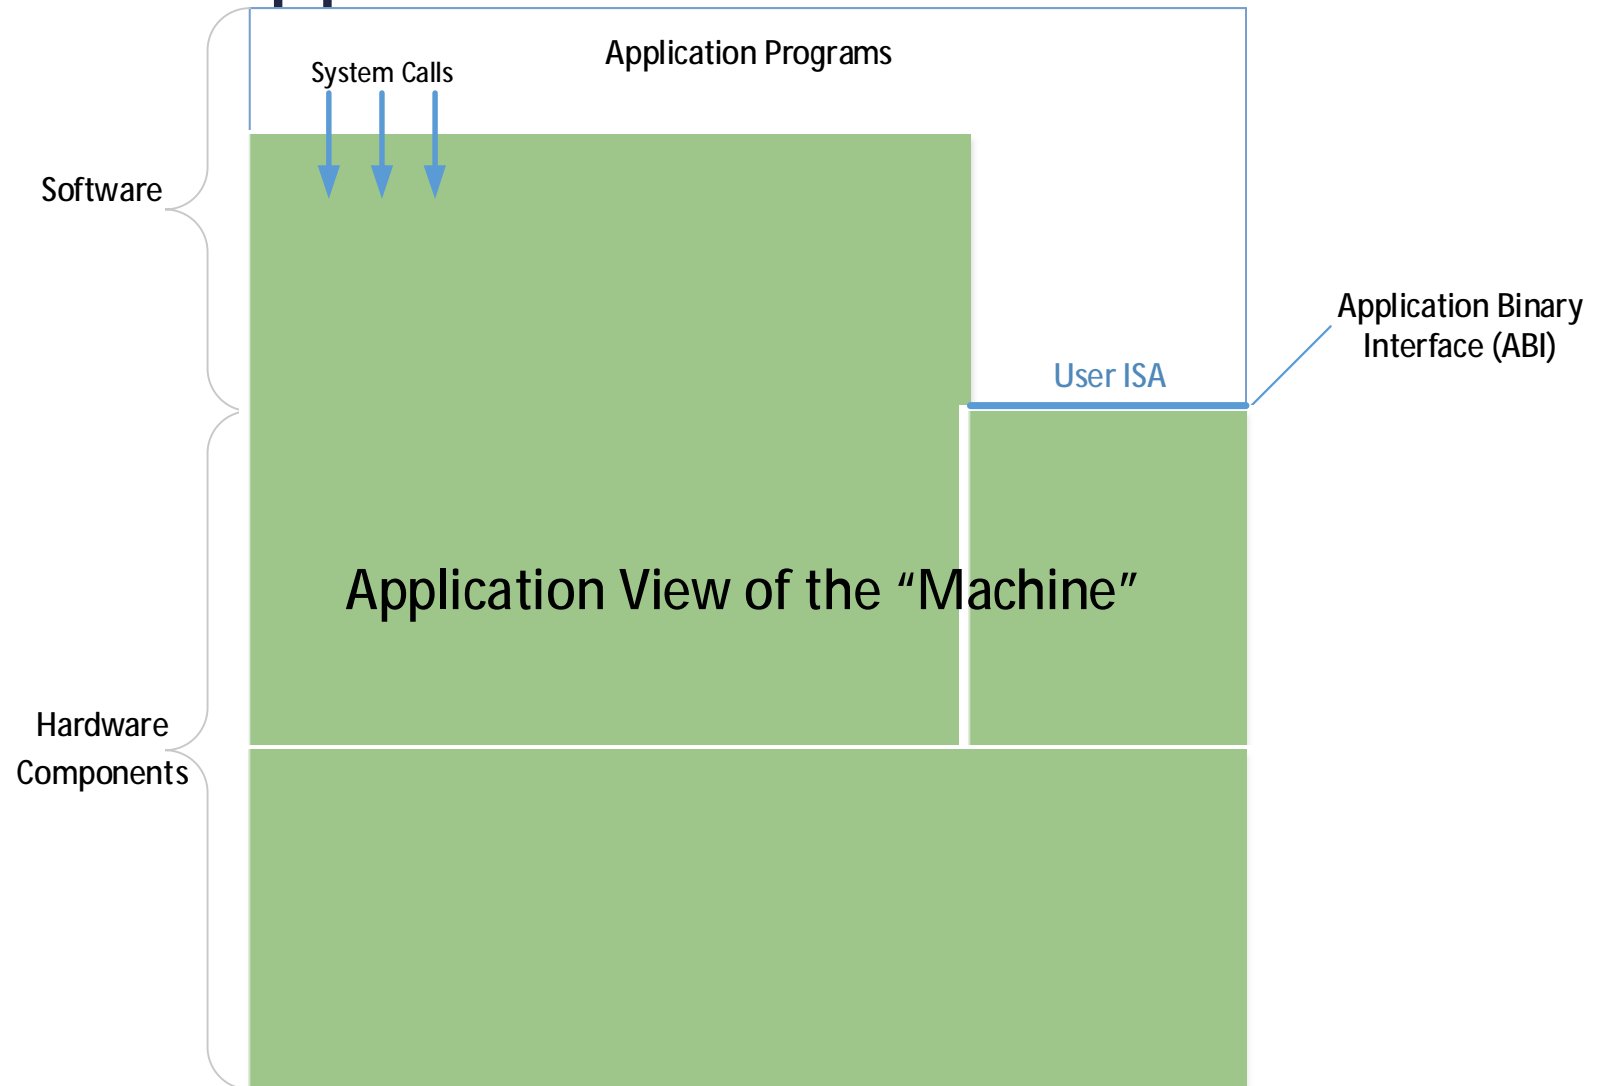 Application Programs
System Calls
Software
Application Binary
Interface (ABI)
User ISA
Application View of the “Machine”
Hardware
Components